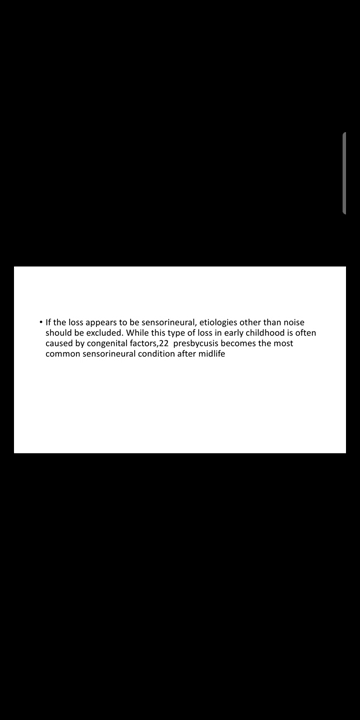 • If the loss appears to be sensorineural, etiologies other than noise
should be excluded. While this type of loss in early childhood is often
caused by congenital factors,22  presbycusis becomes the most
common sensorineural condition after midlife